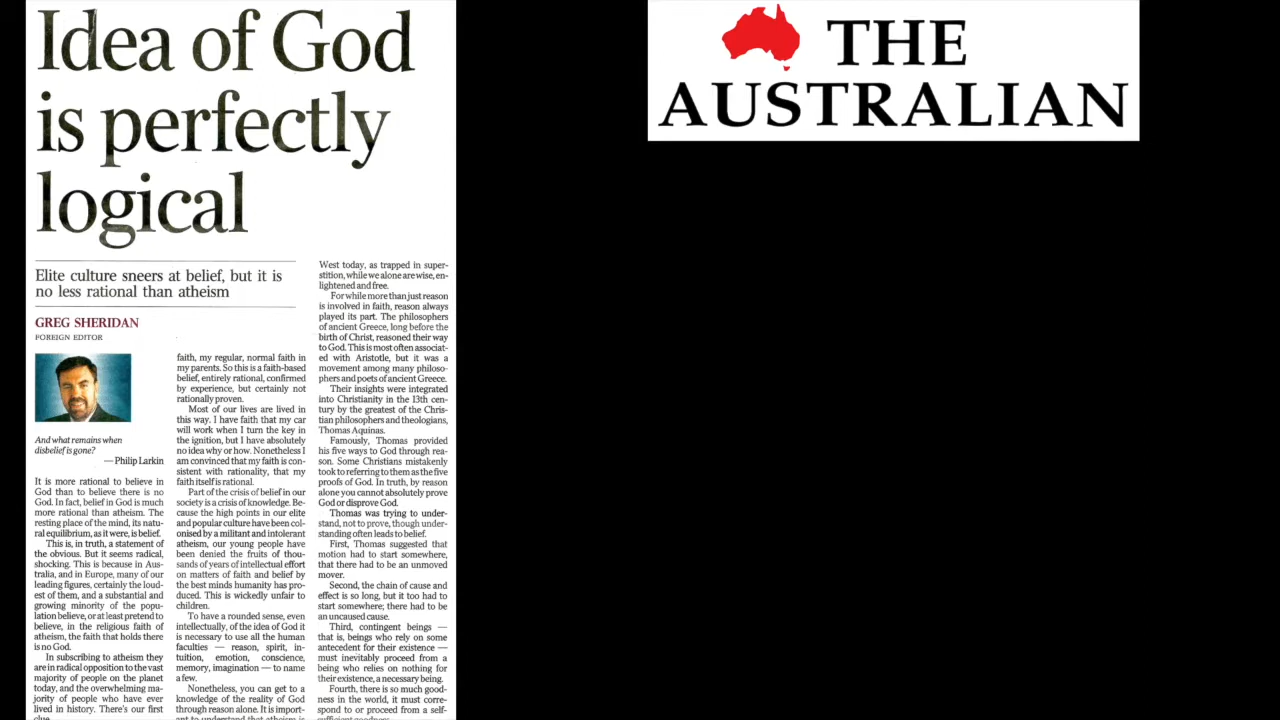 Idea of God
is perfectly
logical
Elite culture sneers at belief, but it is
no less rational than atheism
GREG SHERIDAN
FOREIGN EDITOR
And what remains when
disbelief is gone?
— Philip Larkin
It is more rational to believe in
God than to believe there is no
God. In fact, belief in God is much
more rational than atheism. The
resting place of the mind, its natu-
ral equilibrium, as it were, is belief.
This is, in truth, a statement of
the obvious. But it seems radical,
shocking. This is because in Aus-
tralia, and in Europe, many of our
leading figures, certainly the loud-
est of them, and a substantial and
growing minority of the popu-
lation believe, or at least pretend to
believe, in the religious faith of
atheism, the faith that holds there
is no God.
In subscribing to atheism they
are in radical opposition to the vast
majority of people on the planet
today, and the overwhelming ma-
jority of people who have ever
lived in history. There's our first
clue.
faith, my regular, normal faith in
my parents. So this is a faith-based
belief, entirely rational, confirmed
by experience, but certainly not
rationally proven.
Most of our lives are lived in
this way. I have faith that my car
will work when I turn the key in
the ignition, but I have absolutely
no idea why or how. Nonetheless I
am convinced that my faith is con-
sistent with rationality, that my
faith itself is rational.
Part of the crisis of belief in our
society is a crisis of knowledge. Be-
cause the high points in our elite
and popular culture have been col-
onised by a militant and intolerant
atheism, our young people have
been denied the fruits of thou-
sands of years of intellectual effort
on matters of faith and belief by
the best minds humanity has pro-
duced. This is wickedly unfair to
children.
To have a rounded sense, even
intellectually, of the idea of God it
is necessary to use all the human
faculties — reason, spirit, in-
tuition, emotion, conscience,
memory, imagination — to name
a few.
Nonetheless, you can get to a
knowledge of the reality of God
through reason alone. It is import-
ant to understand that atheism is
West today, as trapped in super-
stition, while we alone are wise, en-
lightened and free.
For while more than just reason
is involved in faith, reason always
played its part. The philosophers
of ancient Greece, long before the
birth of Christ, reasoned their way
to God. This is most often associat-
ed with Aristotle, but it was a
movement among many philoso-
phers and poets of ancient Greece.
Their insights were integrated
into Christianity in the 13th cen-
tury by the greatest of the Chris-
tian philosophers and theologians,
Thomas Aquinas.
Famously, Thomas provided
his five ways to God through rea-
son. Some Christians mistakenly
took to referring to them as the five
proofs of God. In truth, by reason
alone you cannot absolutely prove
God or disprove God.
Thomas was trying to under-
stand, not to prove, though under-
standing often leads to belief.
First, Thomas suggested that
motion had to start somewhere,
that there had to be an unmoved
mover.
Second, the chain of cause and
effect is so long, but it too had to
start somewhere; there had to be
an uncaused cause.
Third, contingent beings —
that is, beings who rely on some
antecedent for their existence —
must inevitably proceed from a
being who relies on nothing for
their existence, a necessary being.
Fourth, there is so much good-
ness in the world, it must corre-
spond to or proceed from a self-
sufficient goodness.
THE
AUSTRALIAN